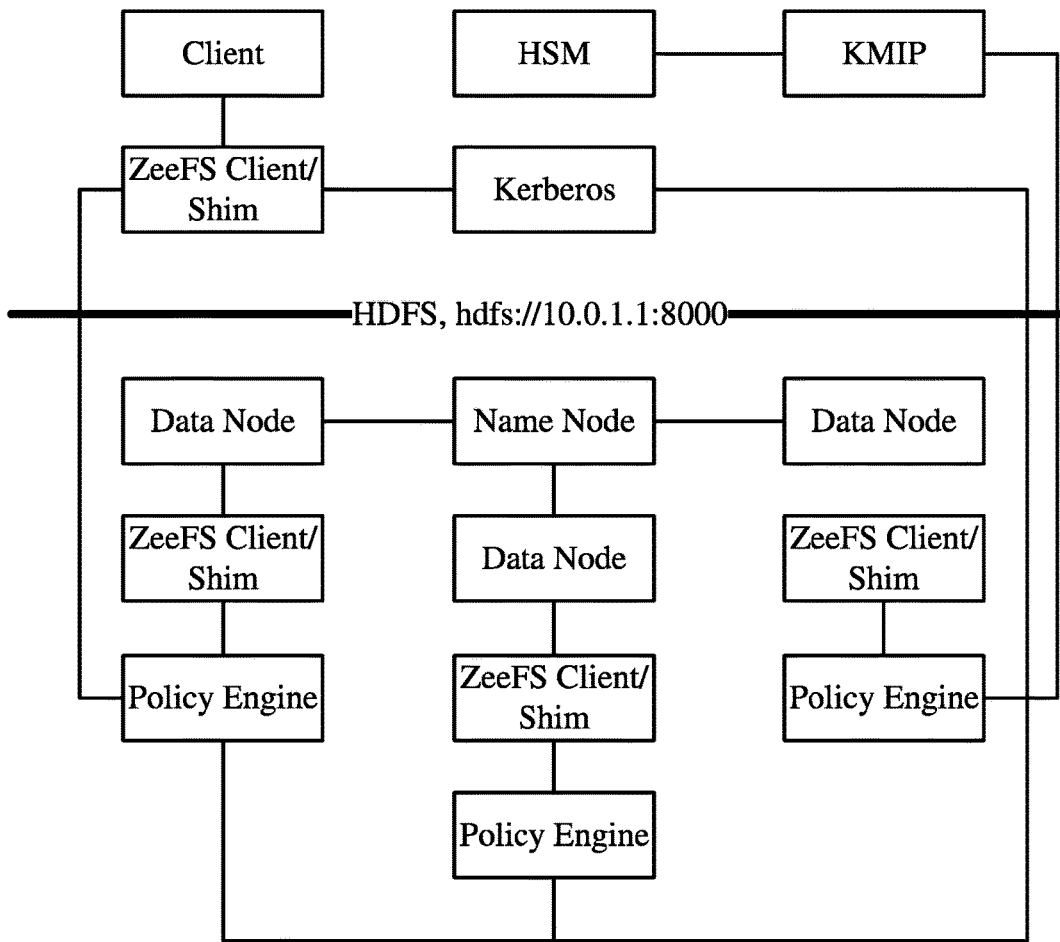 Client
HSM
KMIP
ZeeFS Client/
Shim
Kerberos
HDFS, hdfs://10.0.1.1:8000
Data Node
Name Node
Data Node
ZeeFS Client/
Shim
Data Node
ZeeFS Client/
Shim
Policy Engine
ZeeFS Client/
Shim
Policy Engine
Policy Engine